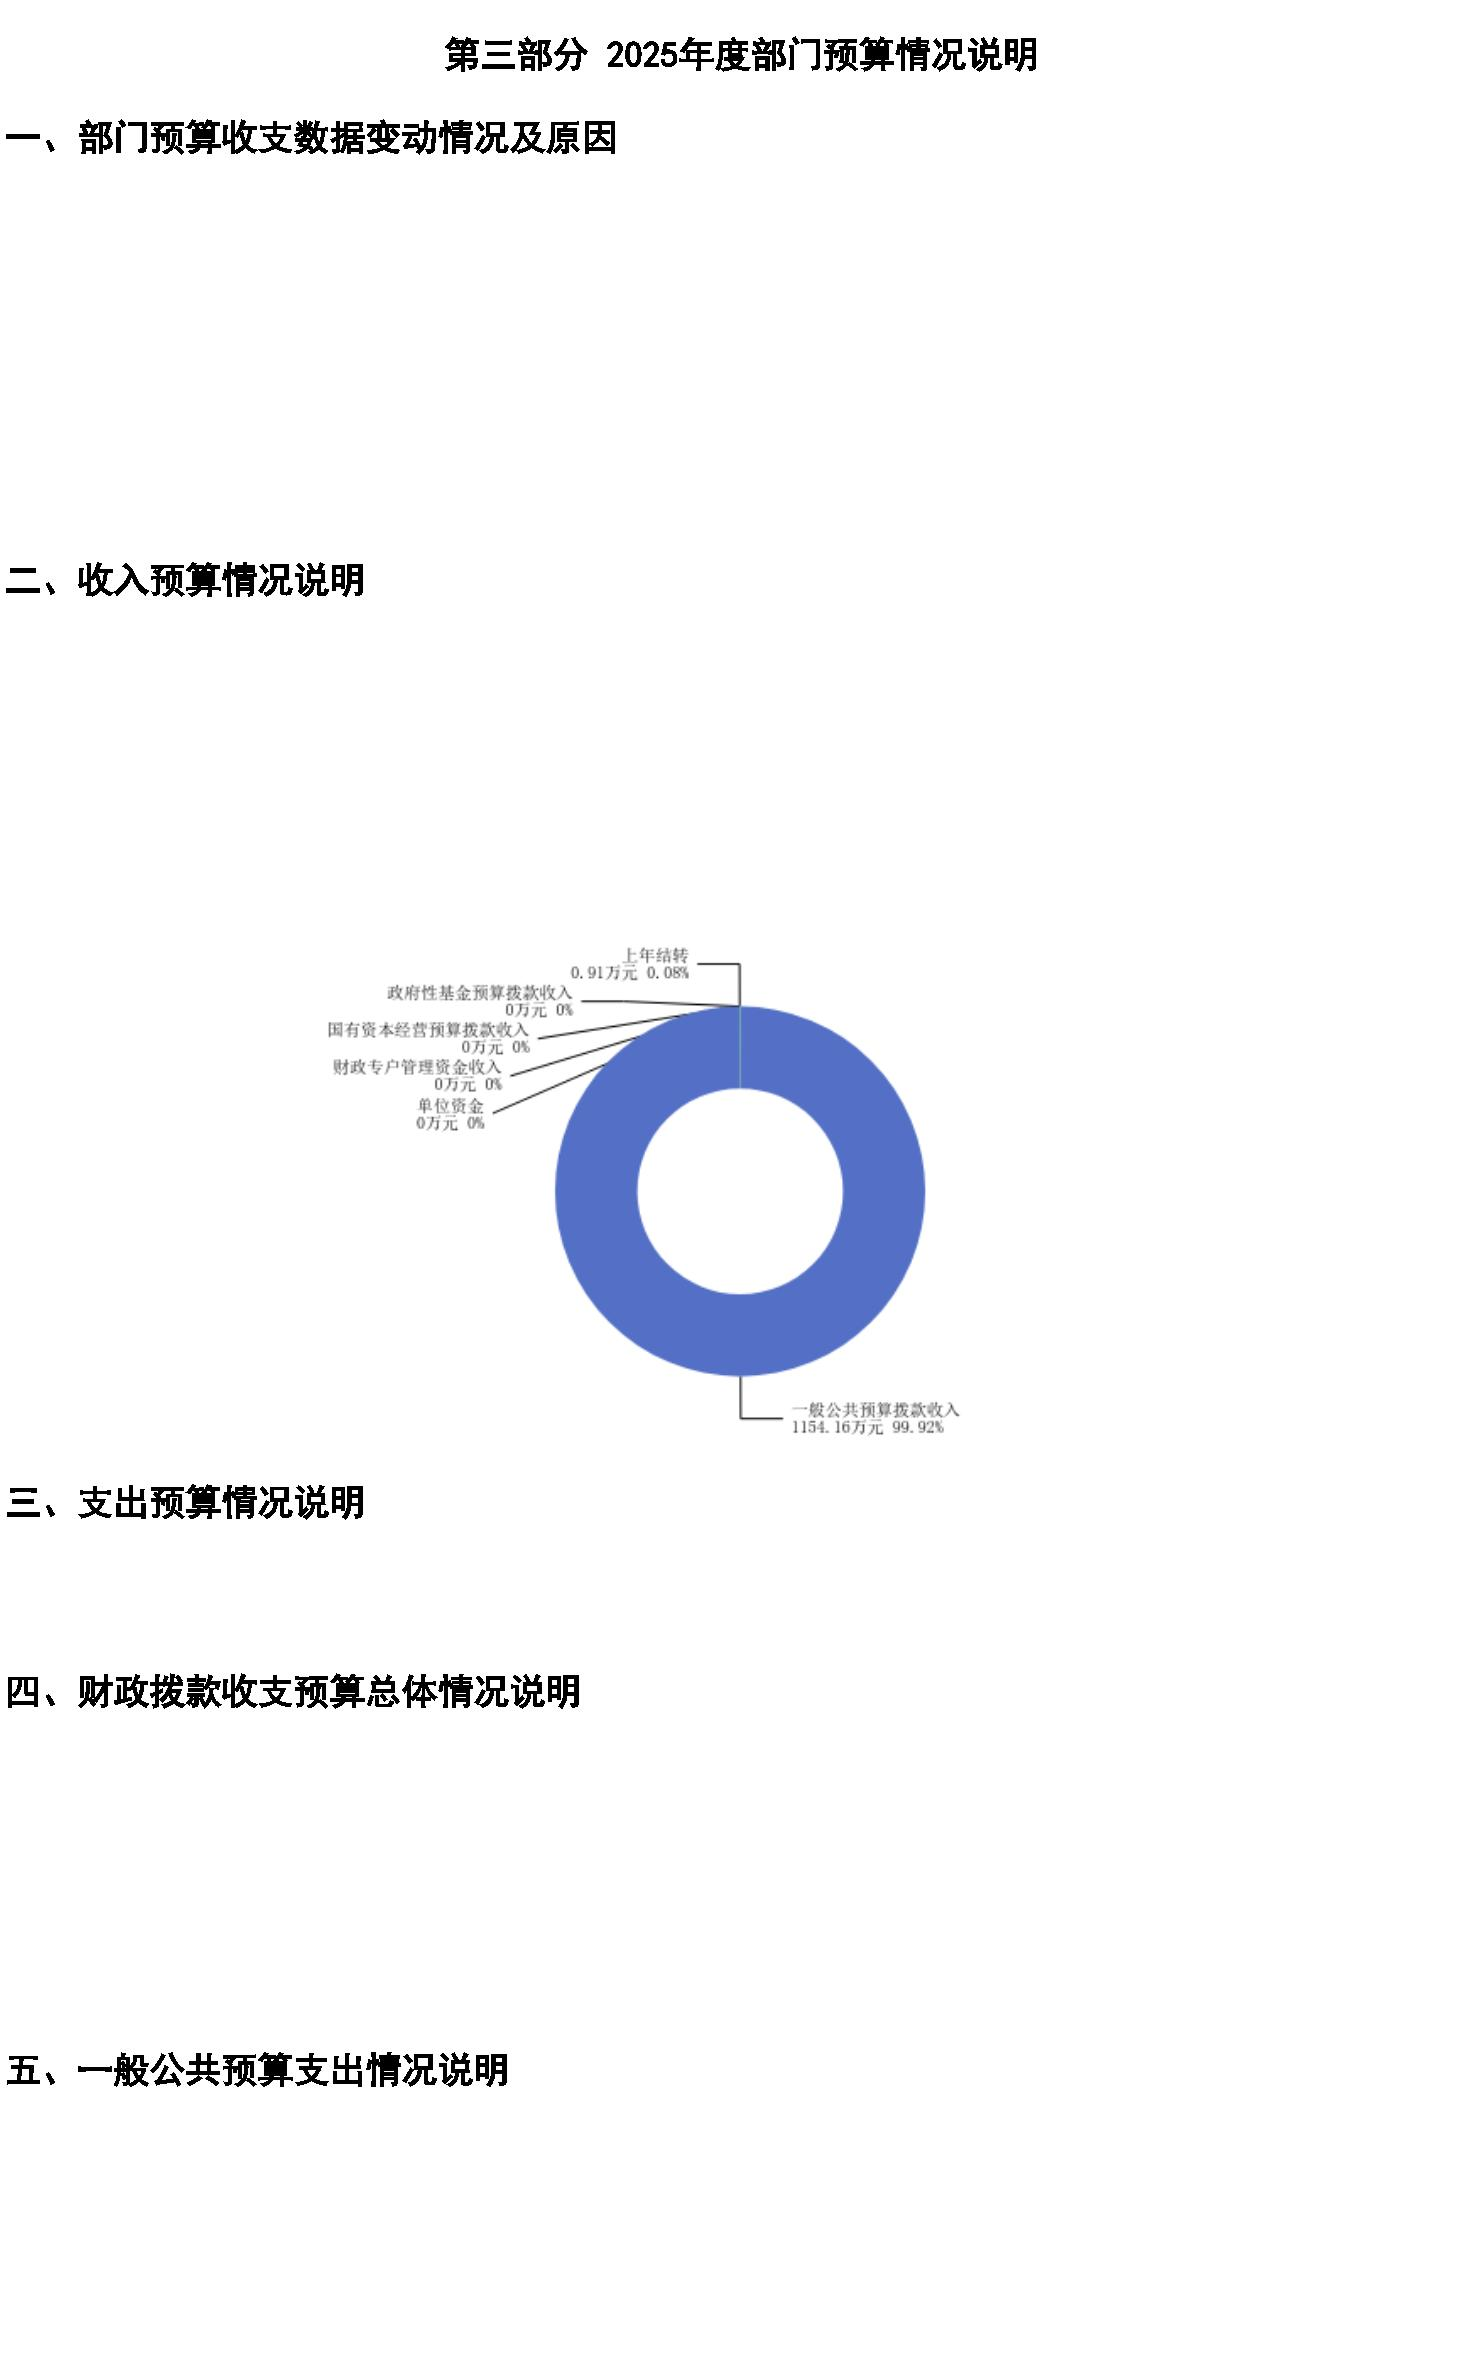 第三部分 2025年度部门预算情况说明
一、部门预算收支数据变动情况及原因
二、收入预算情况说明
上年结转
0.91万元 0.08%
政府性基金预算拨款收入
0万元 0%
国有资本经营预算拨款收入
0万元 0%
财政专户管理资金收入
0万元 0%
单位资金
0万元 0%
一般公共预算拨款收入
1154.16万元 99.92%
三、支出预算情况说明
四、财政拨款收支预算总体情况说明
五、一般公共预算支出情况说明